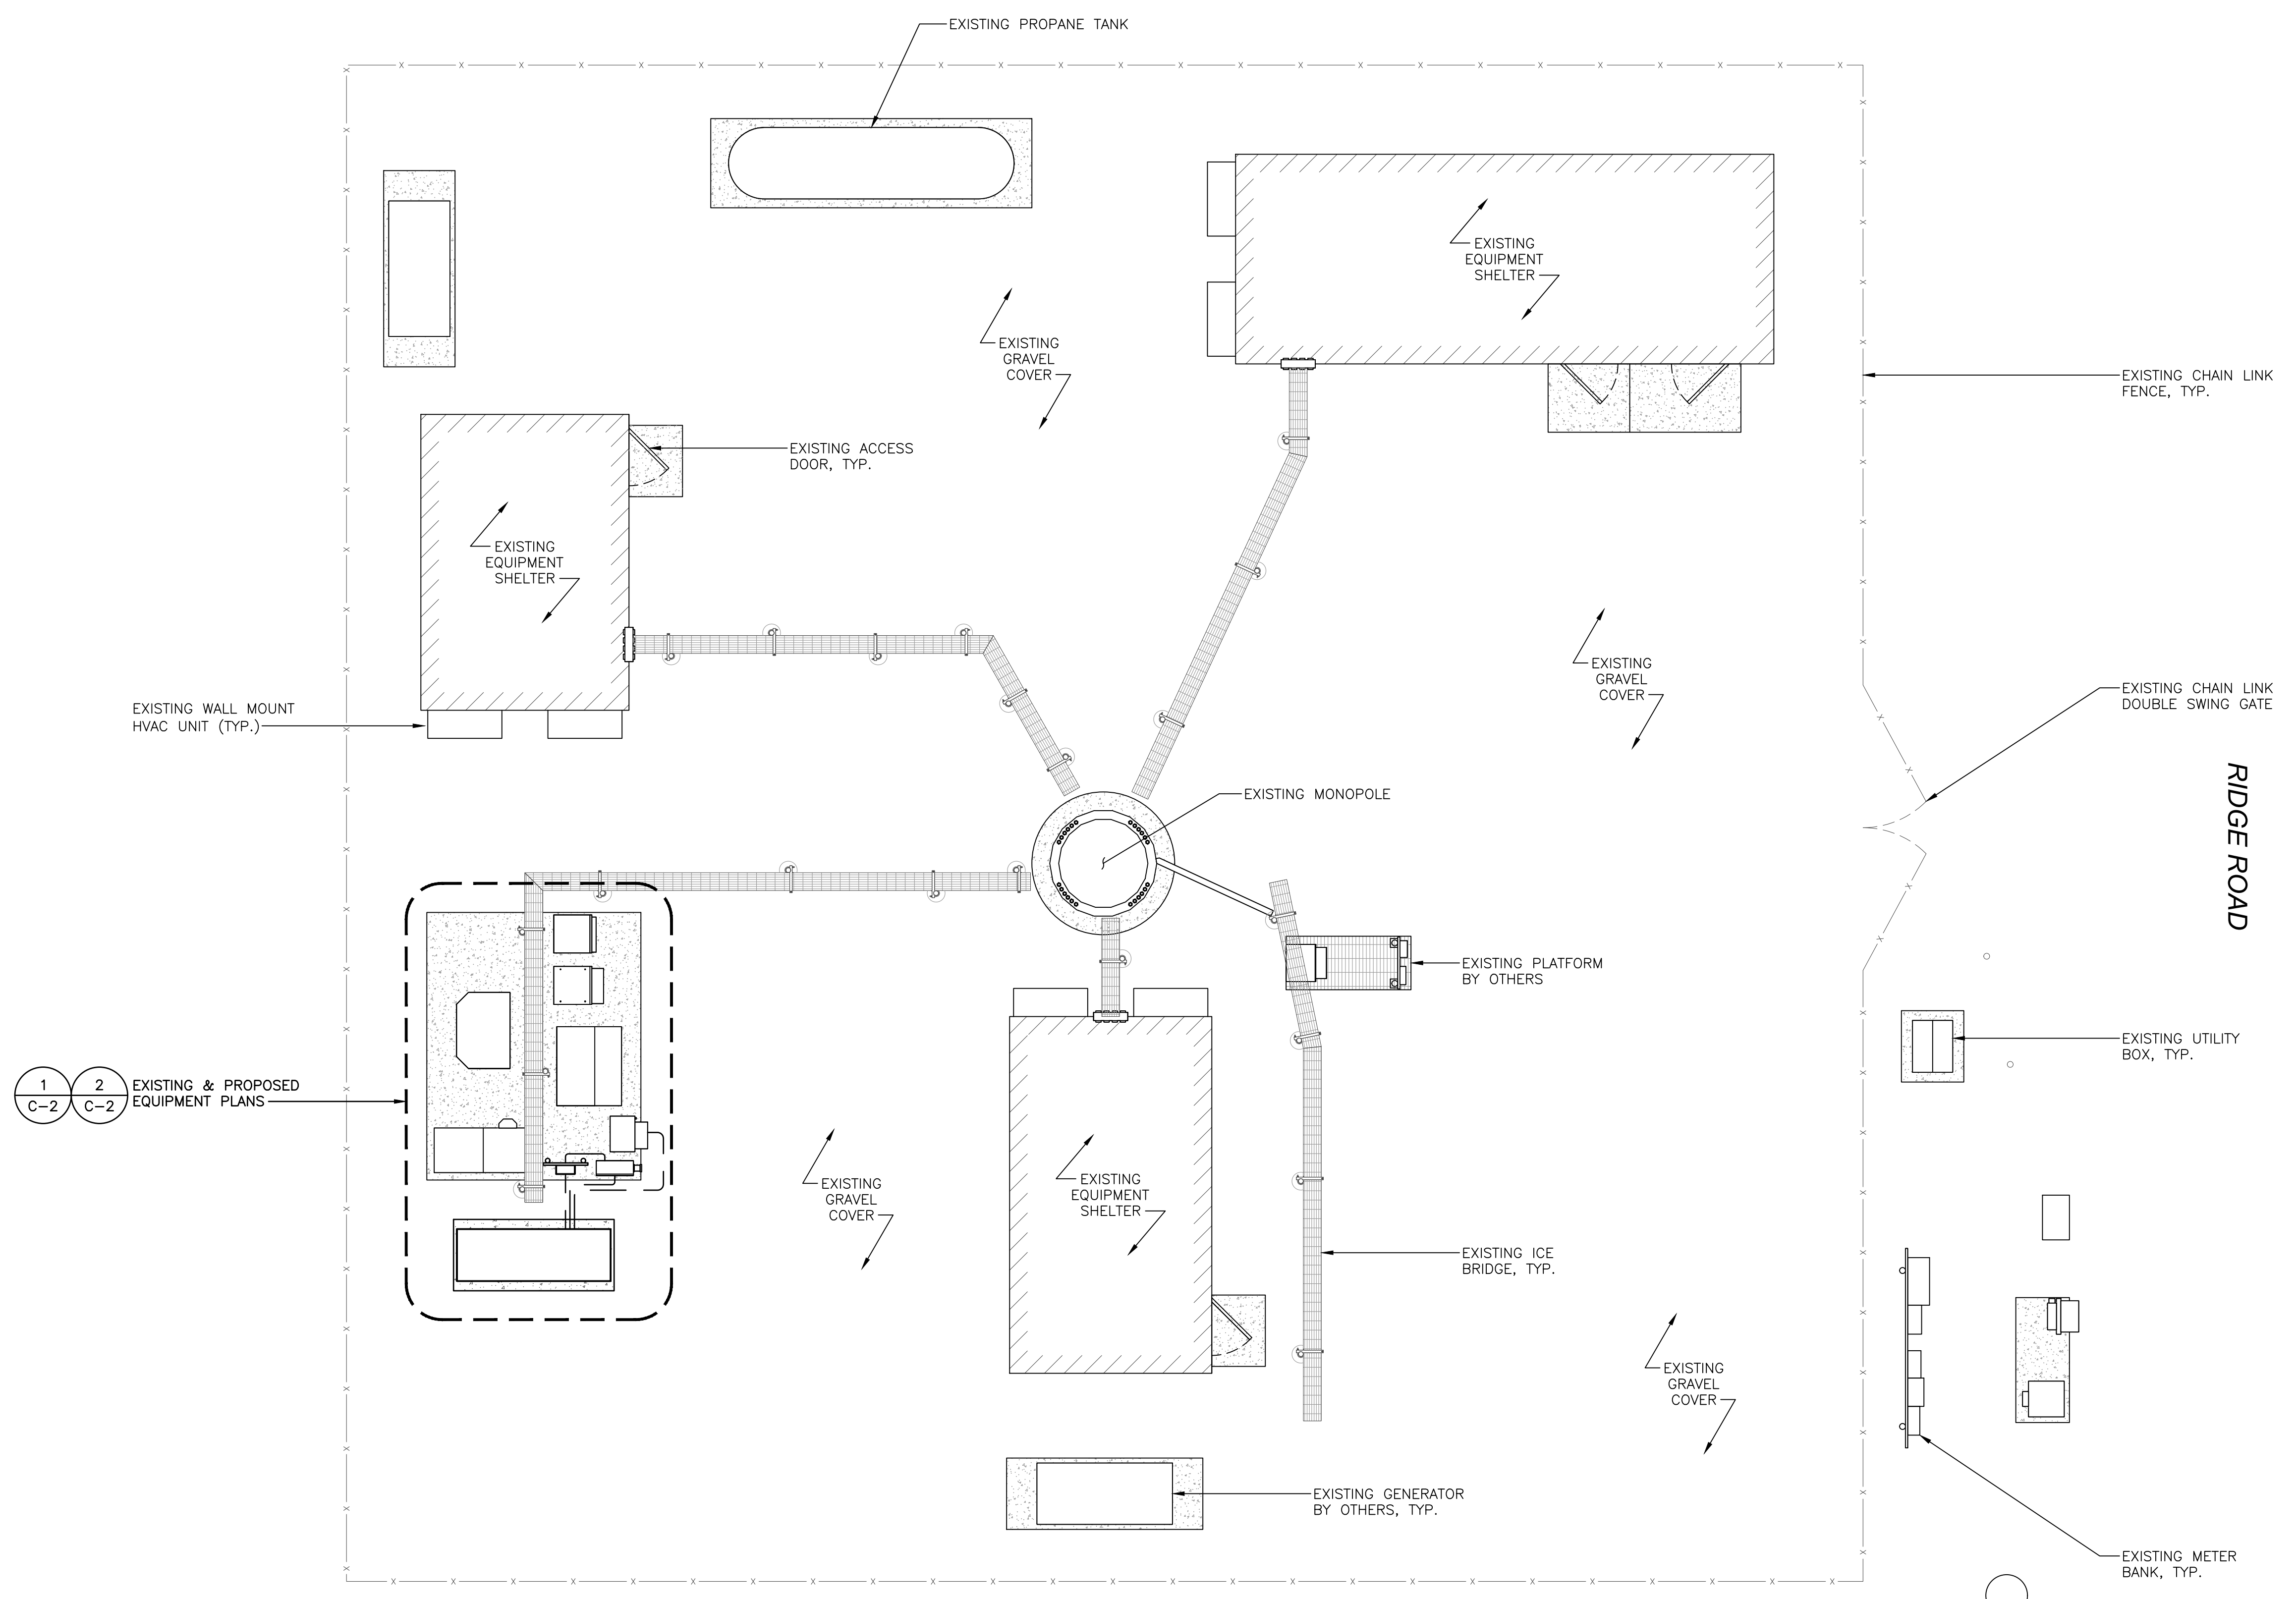 EXISTING PROPANE TANK
EXISTING
EQUIPMENT
SHELTER
EXISTING
GRAVEL
COVER
EXISTING CHAIN LINK
FENCE, TYP.
EXISTING ACCESS
DOOR, TYP.
EXISTING
EQUIPMENT
SHELTER
EXISTING
GRAVEL
COVER
EXISTING CHAIN LINK
DOUBLE SWING GATE
EXISTING WALL MOUNT
HVAC UNIT (TYP.)
RIDGE ROAD
EXISTING MONOPOLE
EXISTING PLATFORM
BY OTHERS
EXISTING UTILITY
BOX, TYP.
1
C-2
2
C-2
EXISTING & PROPOSED
EQUIPMENT PLANS
EXISTING
GRAVEL
COVER
EXISTING
EQUIPMENT
SHELTER
EXISTING ICE
BRIDGE, TYP.
EXISTING
GRAVEL
COVER
EXISTING GENERATOR
BY OTHERS, TYP.
EXISTING METER
BANK, TYP.